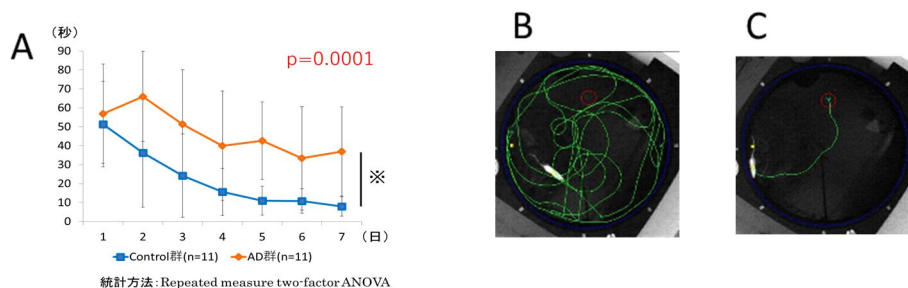 A
(秒)
90
80
70
60
50
40
30
20
10
0
p=0.0001
※
1 2 3 4 5 6 7 (日)
Control群(n=11) AD群(n=11)
統計方法:Repeated measure two-factor ANOVA
B
C